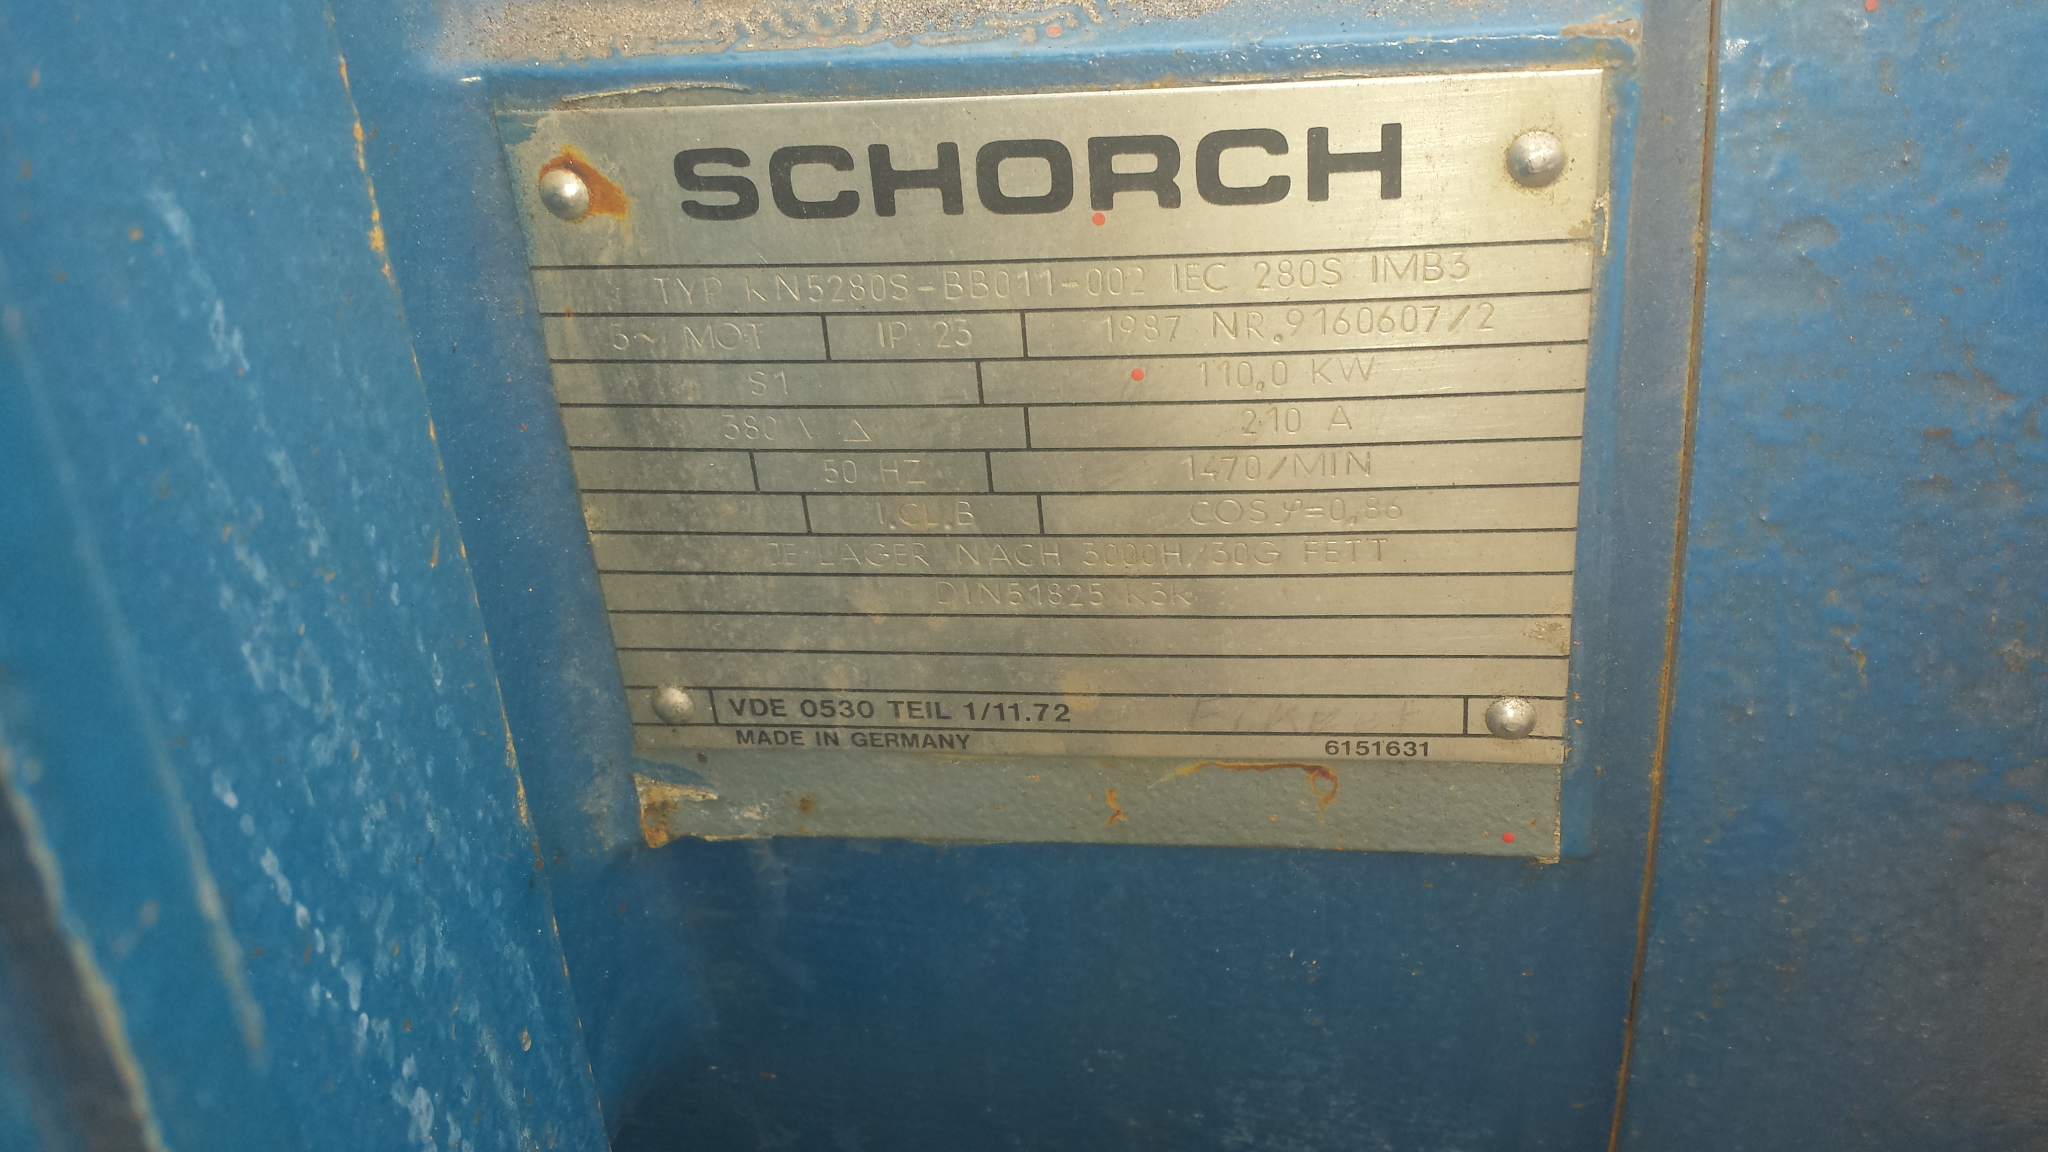 SCHORCH
TYP KN5280S-BB011-002 IEC 280S IMB3
3~ MOT IP 23 1987 NR.9160607/2
S1 110,0 KW
380 V Δ 210 A
50 HZ 1470/MIN
I.CL.B COSφ=0,86
JE LAGER NACH 3000H/30G FETT
DIN51825 K3K
VDE 0530 TEIL 1/11.72
MADE IN GERMANY 6151631